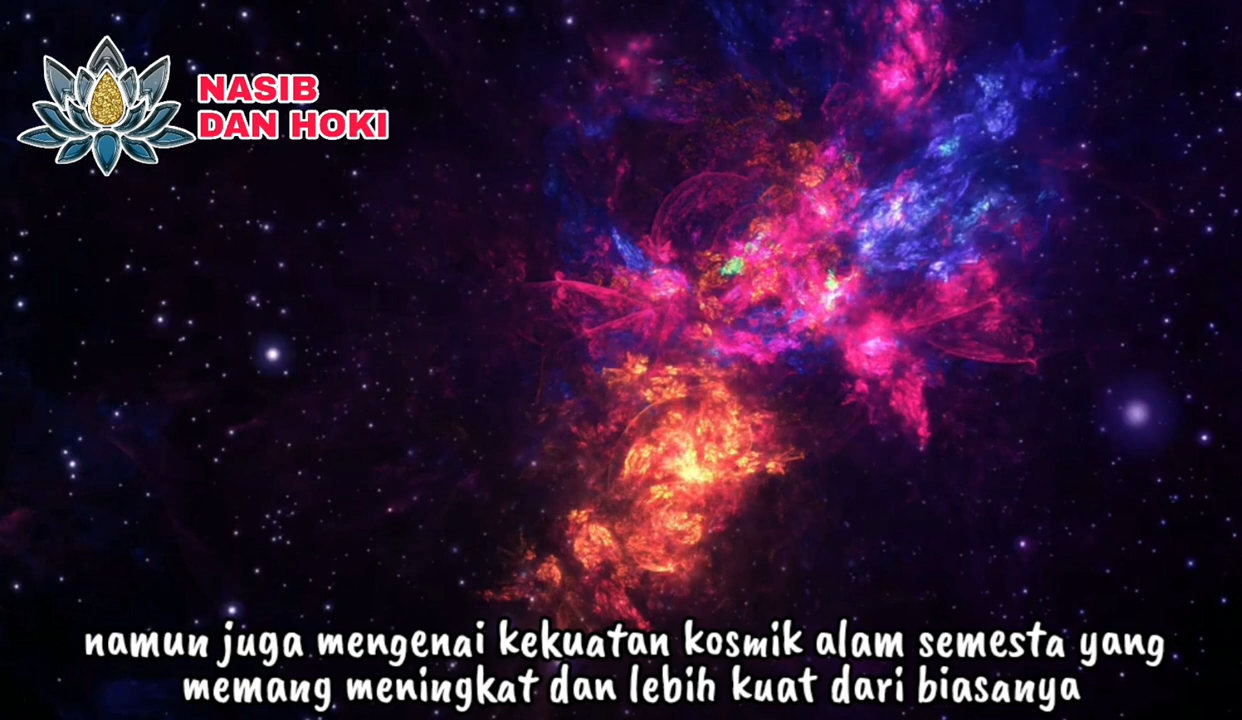 NASIB
DAN HOKI
namun juga mengenai kekuatan kosmik alam semesta yang
memang meningkat dan lebih kuat dari biasanya